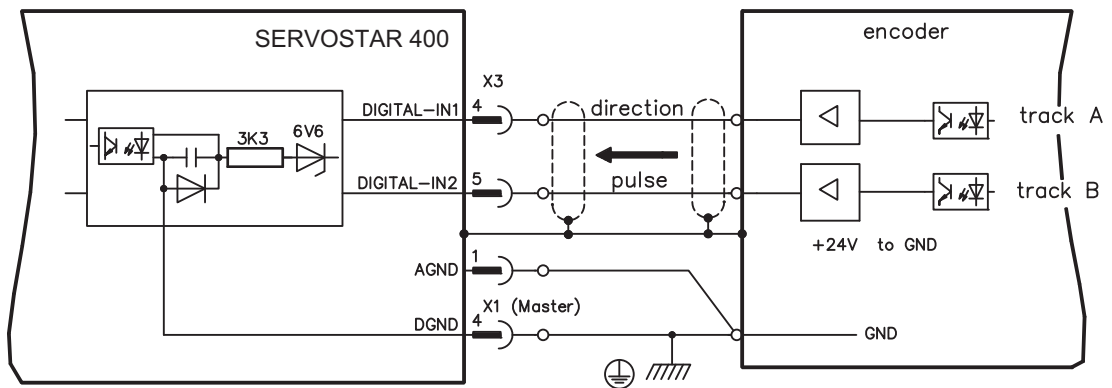 SERVOSTAR 400
encoder
X3
DIGITAL-IN1
4
direction
track A
3K3
6V6
DIGITAL-IN2
5
pulse
track B
+24V to GND
AGND
1
X1 (Master)
DGND
4
GND